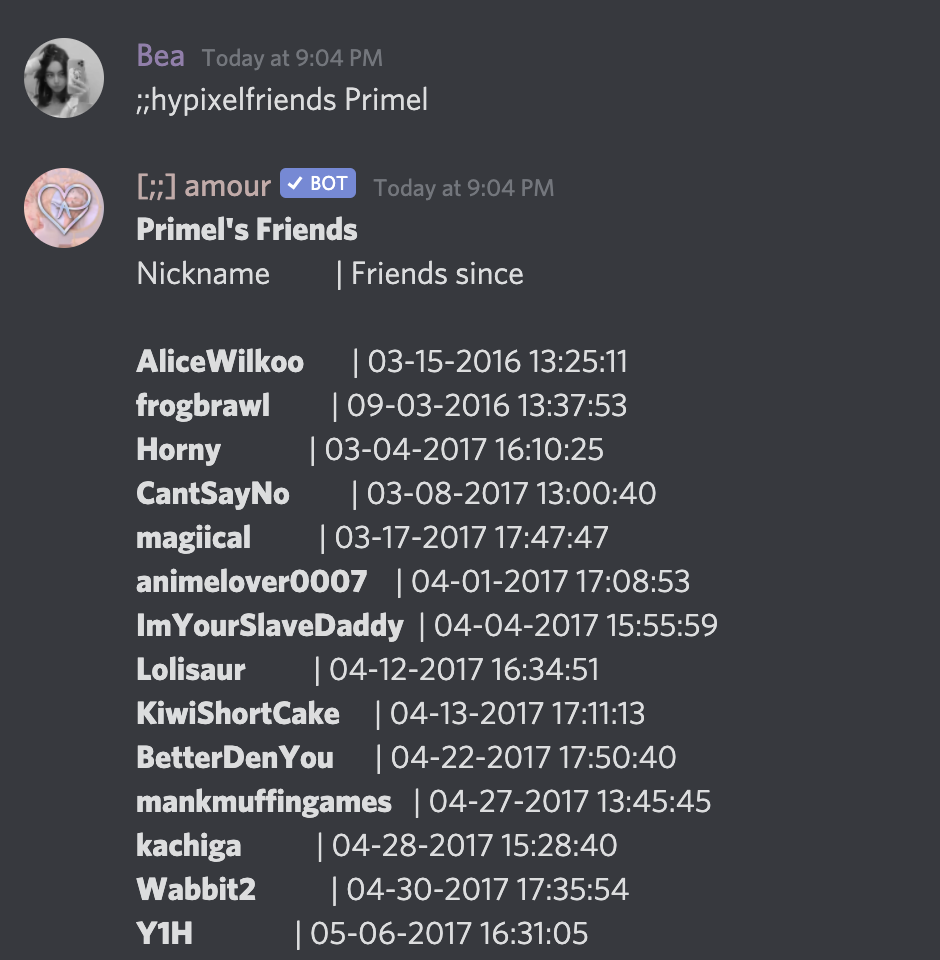 Bea Today at 9:04 PM
;;hypixelfriends Primel
[;;] amour ✓ BOT Today at 9:04 PM
Primel's Friends
Nickname | Friends since
AliceWilkoo | 03-15-2016 13:25:11
frogbrawl | 09-03-2016 13:37:53
Horny | 03-04-2017 16:10:25
CantSayNo | 03-08-2017 13:00:40
magiical | 03-17-2017 17:47:47
animelover0007 | 04-01-2017 17:08:53
ImYourSlaveDaddy | 04-04-2017 15:55:59
Lolisaur | 04-12-2017 16:34:51
KiwiShortCake | 04-13-2017 17:11:13
BetterDenYou | 04-22-2017 17:50:40
mankmuffingames | 04-27-2017 13:45:45
kachiga | 04-28-2017 15:28:40
Wabbit2 | 04-30-2017 17:35:54
Y1H | 05-06-2017 16:31:05